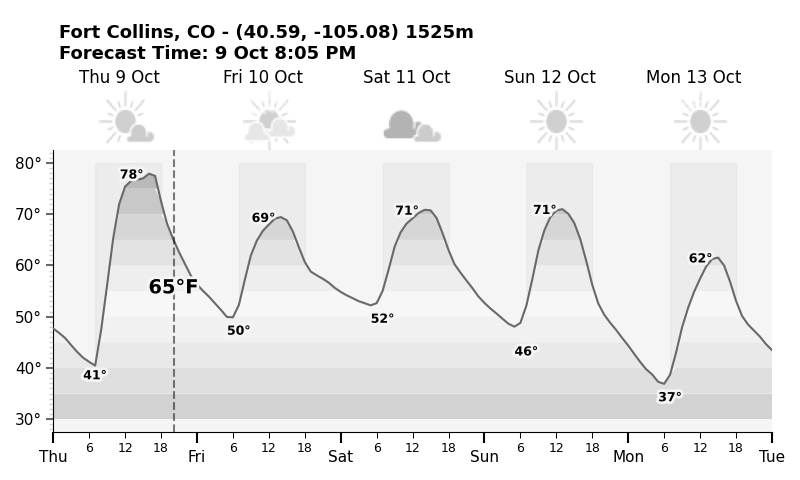 Fort Collins, CO - (40.59, -105.08) 1525m
Forecast Time: 9 Oct 8:05 PM
Thu 9 Oct Fri 10 Oct Sat 11 Oct Sun 12 Oct Mon 13 Oct
80°
78°
70°
69° 71° 71°
60°
62°
65°F
50°
50° 52°
46°
40°
41° 37°
30°
6 12 18 6 12 18 6 12 18 6 12 18 6 12 18
Thu Fri Sat Sun Mon Tue